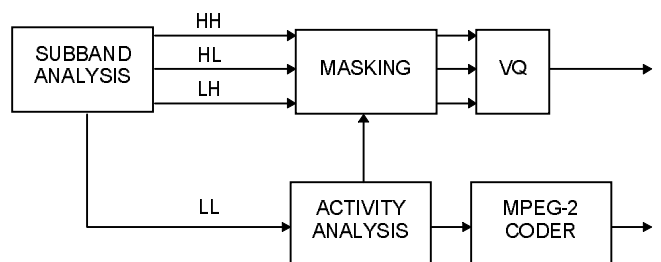 HH
SUBBAND
ANALYSIS
HL
MASKING
VQ
LH
LL
ACTIVITY
ANALYSIS
MPEG-2
CODER